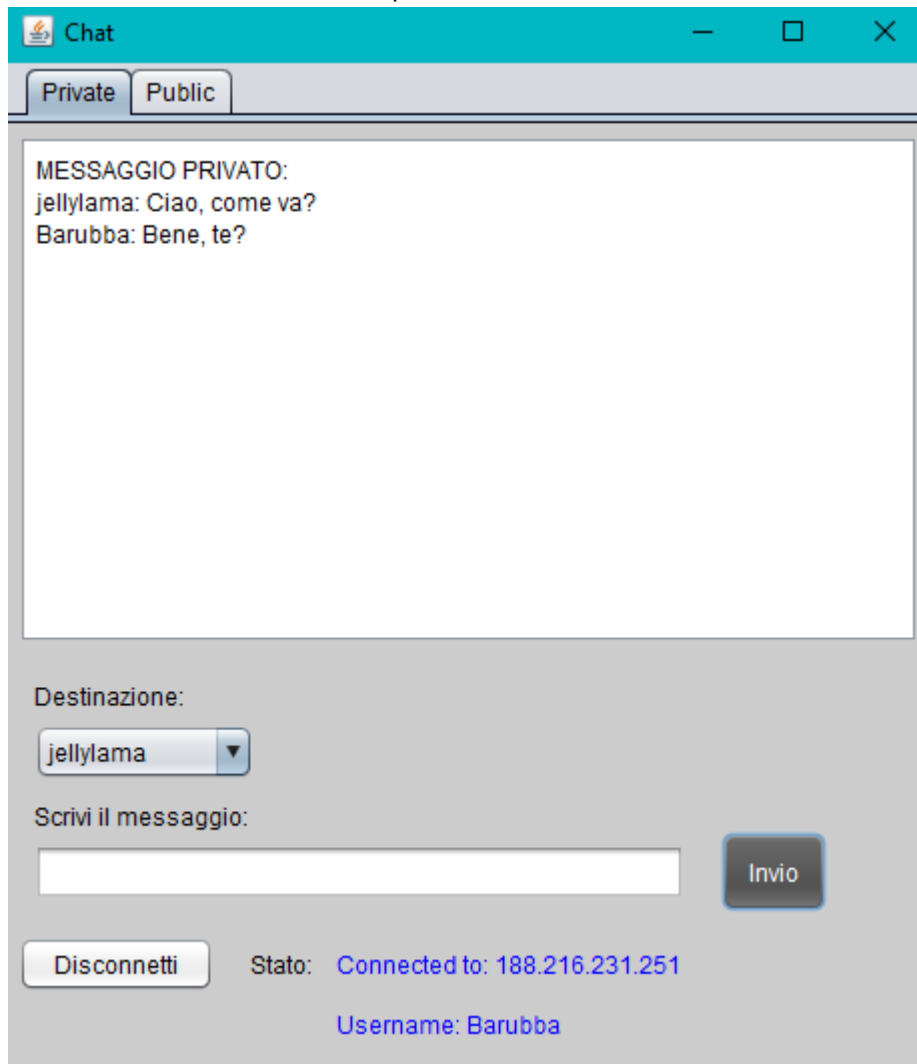 Chat
Private Public
MESSAGGIO PRIVATO:
jellylama: Ciao, come va?
Barubba: Bene, te?
Destinazione:
jellylama
Scrivi il messaggio:
Invio
Disconnetti Stato: Connected to: 188.216.231.251
Username: Barubba